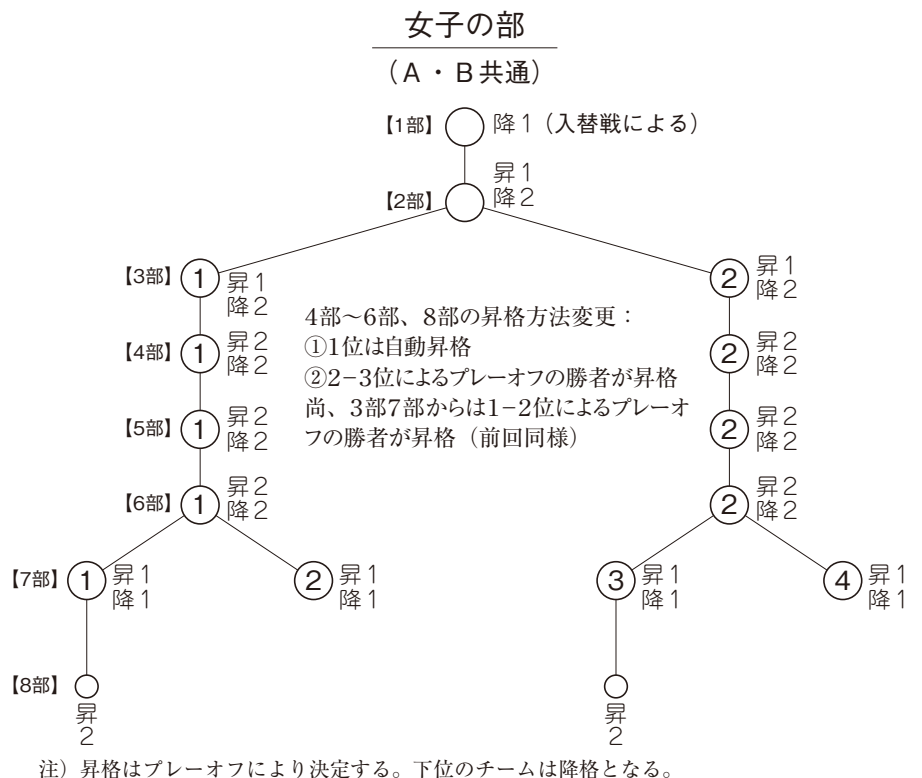 女子の部
（A・B共通）
【1部】 降1（入替戦による）
昇1
【2部】 降2
【3部】 1 昇1 2 昇1
降2 降2
4部～6部、8部の昇格方法変更：
①1位は自動昇格
②2−3位によるプレーオフの勝者が昇格
尚、3部7部からは1−2位によるプレーオ
フの勝者が昇格（前回同様）
【4部】 1 昇2 2 昇2
降2 降2
【5部】 1 昇2 2 昇2
降2 降2
【6部】 1 昇2 2 昇2
降2 降2
【7部】 1 昇1 2 昇1 3 昇1 4 昇1
降1 降1 降1 降1
【8部】
昇 昇
2 2
注）昇格はプレーオフにより決定する。下位のチームは降格となる。